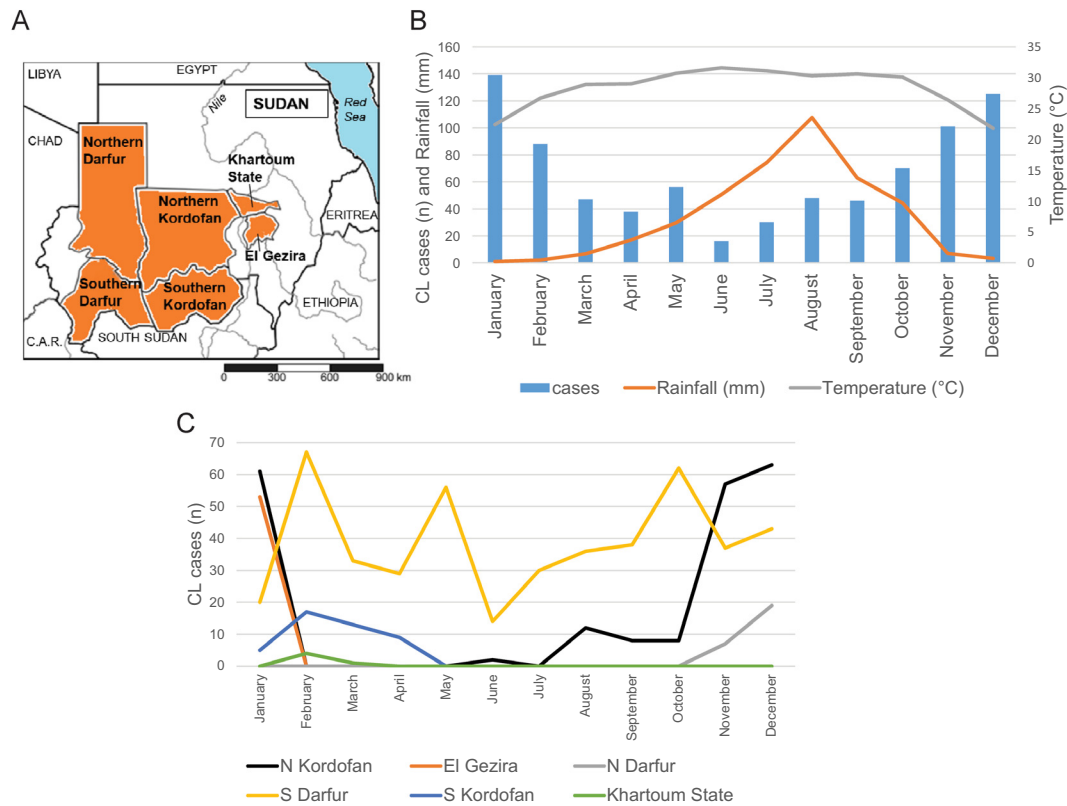 A
LIBYA
EGYPT
Nile
SUDAN
Red
Sea
CHAD
Northern
Darfur
Khartoum
State
Northern
Kordofan
ERITREA
El Gezira
Southern
Darfur
Southern
Kordofan
ETHIOPIA
C.A.R.
SOUTH SUDAN
0 300 600 900 km
B
CL cases (n) and Rainfall (mm)
160
140
120
100
80
60
40
20
0
35
30
25
20
15
10
5
0
Temperature (°C)
January
February
March
April
May
June
July
August
September
October
November
December
cases
Rainfall (mm)
Temperature (°C)
C
CL cases (n)
70
60
50
40
30
20
10
0
January
February
March
April
May
June
July
August
September
October
November
December
N Kordofan
El Gezira
N Darfur
S Darfur
S Kordofan
Khartoum State